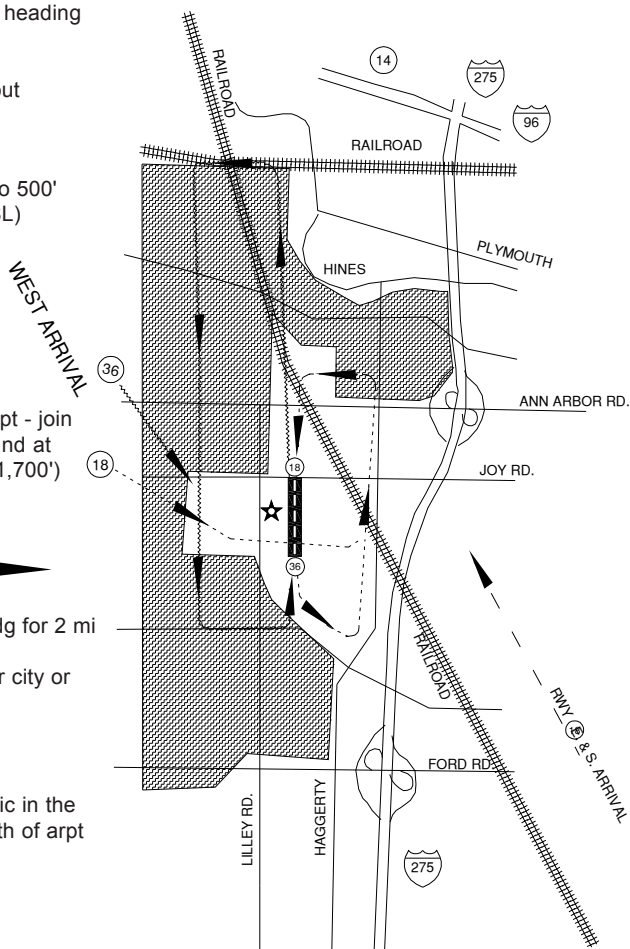 heading
out
o 500'
SL)
pt - join
nd at
1,700')
dg for 2 mi
r city or
ic in the
th of arpt
RAILROAD
14
275
96
RAILROAD
PLYMOUTH
HINES
WEST ARRIVAL
36
ANN ARBOR RD.
18
18
JOY RD.
36
RAILROAD
RWY & S. ARRIVAL
FORD RD.
LILLEY RD.
HAGGERTY
275